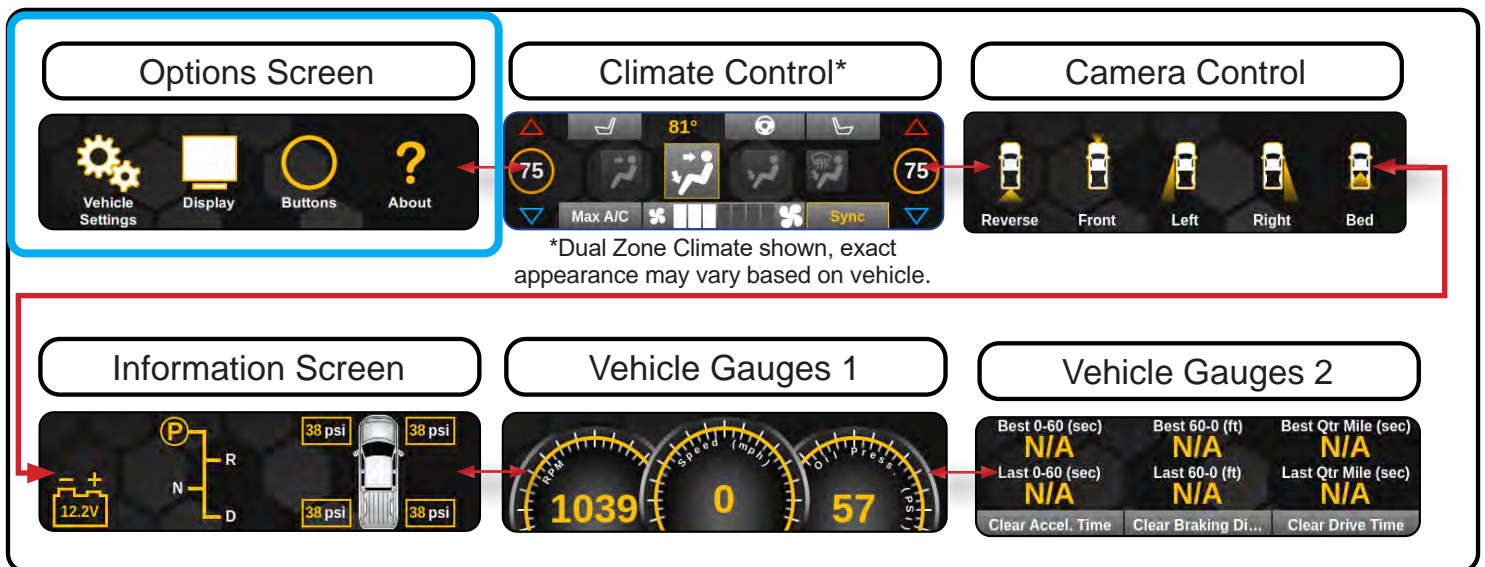 Options Screen
Climate Control*
Camera Control
Vehicle
Settings
Display
Buttons
?
About
81°
75
75
Max A/C
Sync
Reverse
Front
Left
Right
Bed
*Dual Zone Climate shown, exact
appearance may vary based on vehicle.
Information Screen
Vehicle Gauges 1
Vehicle Gauges 2
P
R
N
D
- +
12.2V
38 psi
38 psi
38 psi
38 psi
RPM
1039
Speed (mph)
0
Oil Press. (PSI)
57
Best 0-60 (sec)
N/A
Best 60-0 (ft)
N/A
Best Qtr Mile (sec)
N/A
Last 0-60 (sec)
N/A
Last 60-0 (ft)
N/A
Last Qtr Mile (sec)
N/A
Clear Accel. Time
Clear Braking Di...
Clear Drive Time